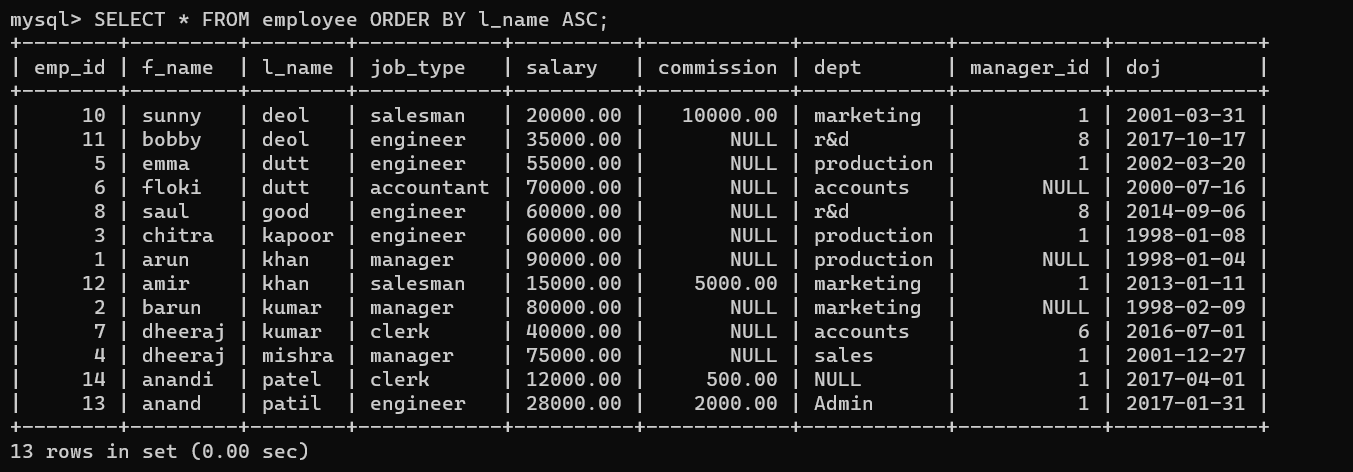 mysql> SELECT * FROM employee ORDER BY l_name ASC;
+--------+---------+--------+------------+----------+------------+------------+------------+------------+
| emp_id | f_name  | l_name | job_type   | salary   | commission | dept       | manager_id | doj        |
+--------+---------+--------+------------+----------+------------+------------+------------+------------+
|     10 | sunny   | deol   | salesman   | 20000.00 |   10000.00 | marketing  |          1 | 2001-03-31 |
|     11 | bobby   | deol   | engineer   | 35000.00 |       NULL | r&d        |          8 | 2017-10-17 |
|      5 | emma    | dutt   | engineer   | 55000.00 |       NULL | production |          1 | 2002-03-20 |
|      6 | floki   | dutt   | accountant | 70000.00 |       NULL | accounts   |       NULL | 2000-07-16 |
|      8 | saul    | good   | engineer   | 60000.00 |       NULL | r&d        |          8 | 2014-09-06 |
|      3 | chitra  | kapoor | engineer   | 60000.00 |       NULL | production |          1 | 1998-01-08 |
|      1 | arun    | khan   | manager    | 90000.00 |       NULL | production |       NULL | 1998-01-04 |
|     12 | amir    | khan   | salesman   | 15000.00 |    5000.00 | marketing  |          1 | 2013-01-11 |
|      2 | barun   | kumar  | manager    | 80000.00 |       NULL | marketing  |       NULL | 1998-02-09 |
|      7 | dheeraj | kumar  | clerk      | 40000.00 |       NULL | accounts   |          6 | 2016-07-01 |
|      4 | dheeraj | mishra | manager    | 75000.00 |       NULL | sales      |          1 | 2001-12-27 |
|     14 | anandi  | patel  | clerk      | 12000.00 |     500.00 | NULL       |          1 | 2017-04-01 |
|     13 | anand   | patil  | engineer   | 28000.00 |    2000.00 | Admin      |          1 | 2017-01-31 |
+--------+---------+--------+------------+----------+------------+------------+------------+------------+
13 rows in set (0.00 sec)